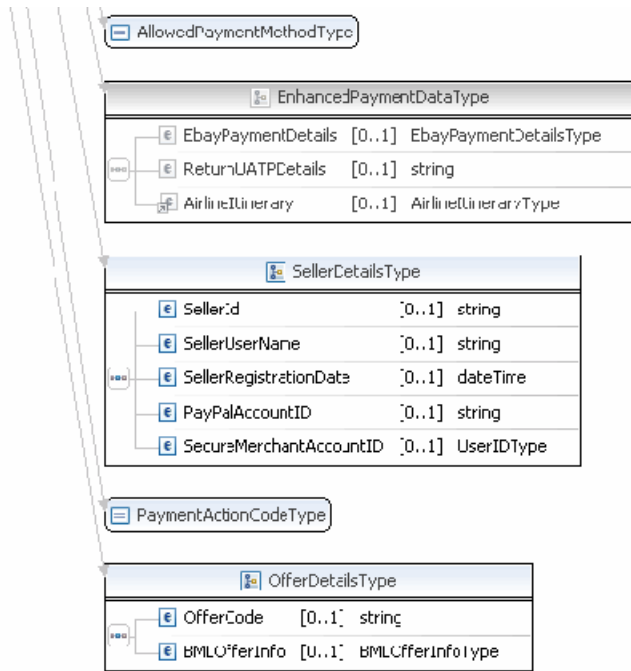 AllowedPaymentMethodType
EnhancedPaymentDataType
EbayPaymentDetails [0..1] EbayPaymentDetailsType
ReturnUATPDetails [0..1] string
AirlineItinerary [0..1] AirlineItineraryType
SellerDetailsType
SellerId [0..1] string
SellerUserName [0..1] string
SellerRegistrationDate [0..1] dateTime
PayPalAccountID [0..1] string
SecureMerchantAccountID [0..1] UserIDType
PaymentActionCodeType
OfferDetailsType
OfferCode [0..1] string
BMLOfferInfo [0..1] BMLOfferInfoType